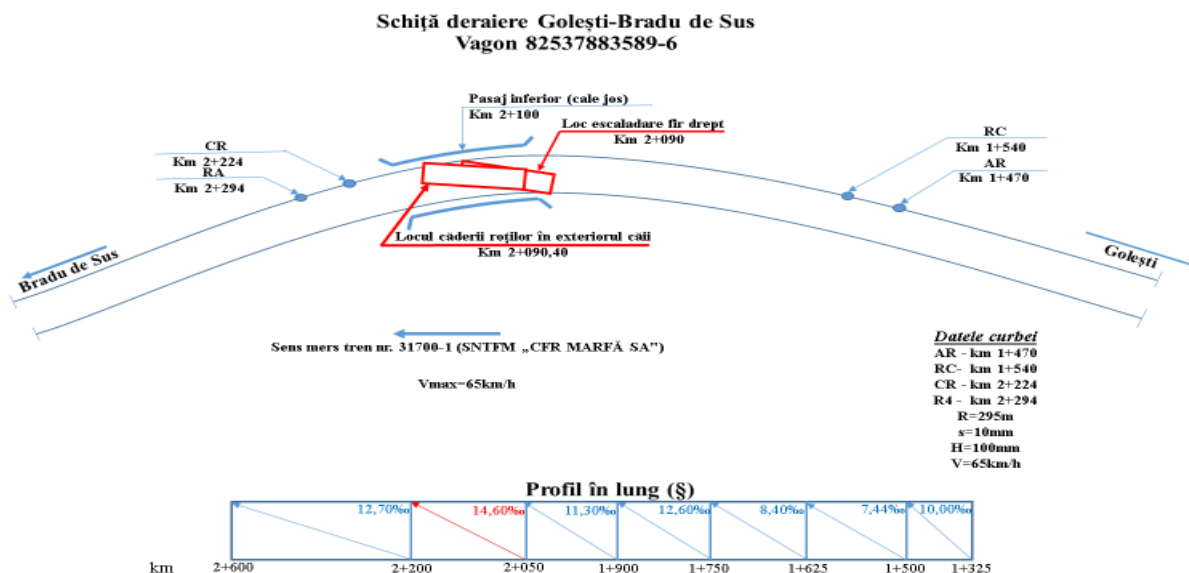 Schiţă deraiere Goleşti-Bradu de Sus
Vagon 82537883589-6
Pasaj inferior (cale jos)
Km 2+100
Loc escaladare fir drept
Km 2+090
CR
Km 2+224
RA
Km 2+294
RC
Km 1+540
AR
Km 1+470
Locul căderii roţilor în exteriorul căii
Km 2+090,40
Bradu de Sus
Goleşti
Sens mers tren nr. 31700-1 (SNTFM „CFR MARFĂ SA”)
Vmax=65km/h
Datele curbei
AR - km 1+470
RC- km 1+540
CR - km 2+224
R4 - km 2+294
R=295m
s=10mm
H=100mm
V=65km/h
Profil în lung (§)
12,70‰ 14,60‰ 11,30‰ 12,60‰ 8,40‰ 7,44‰ 10,00‰
km 2+600 2+200 2+050 1+900 1+750 1+625 1+500 1+325